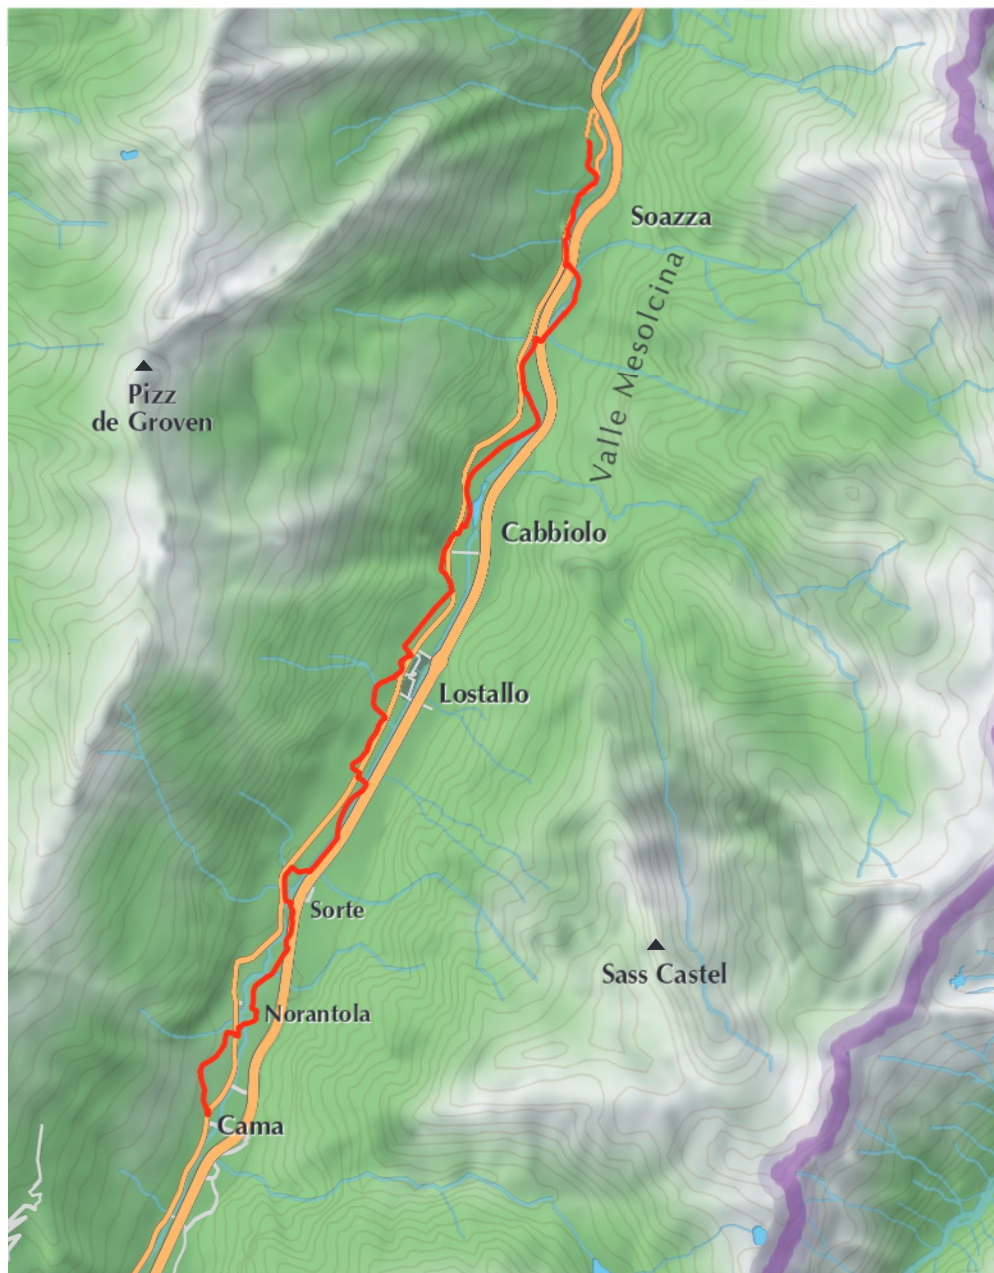 Soazza
Valle Mesolcina
Pizz
de Groven
Cabbiolo
Lostallo
Sorte
Sass Castel
Norantola
Cama